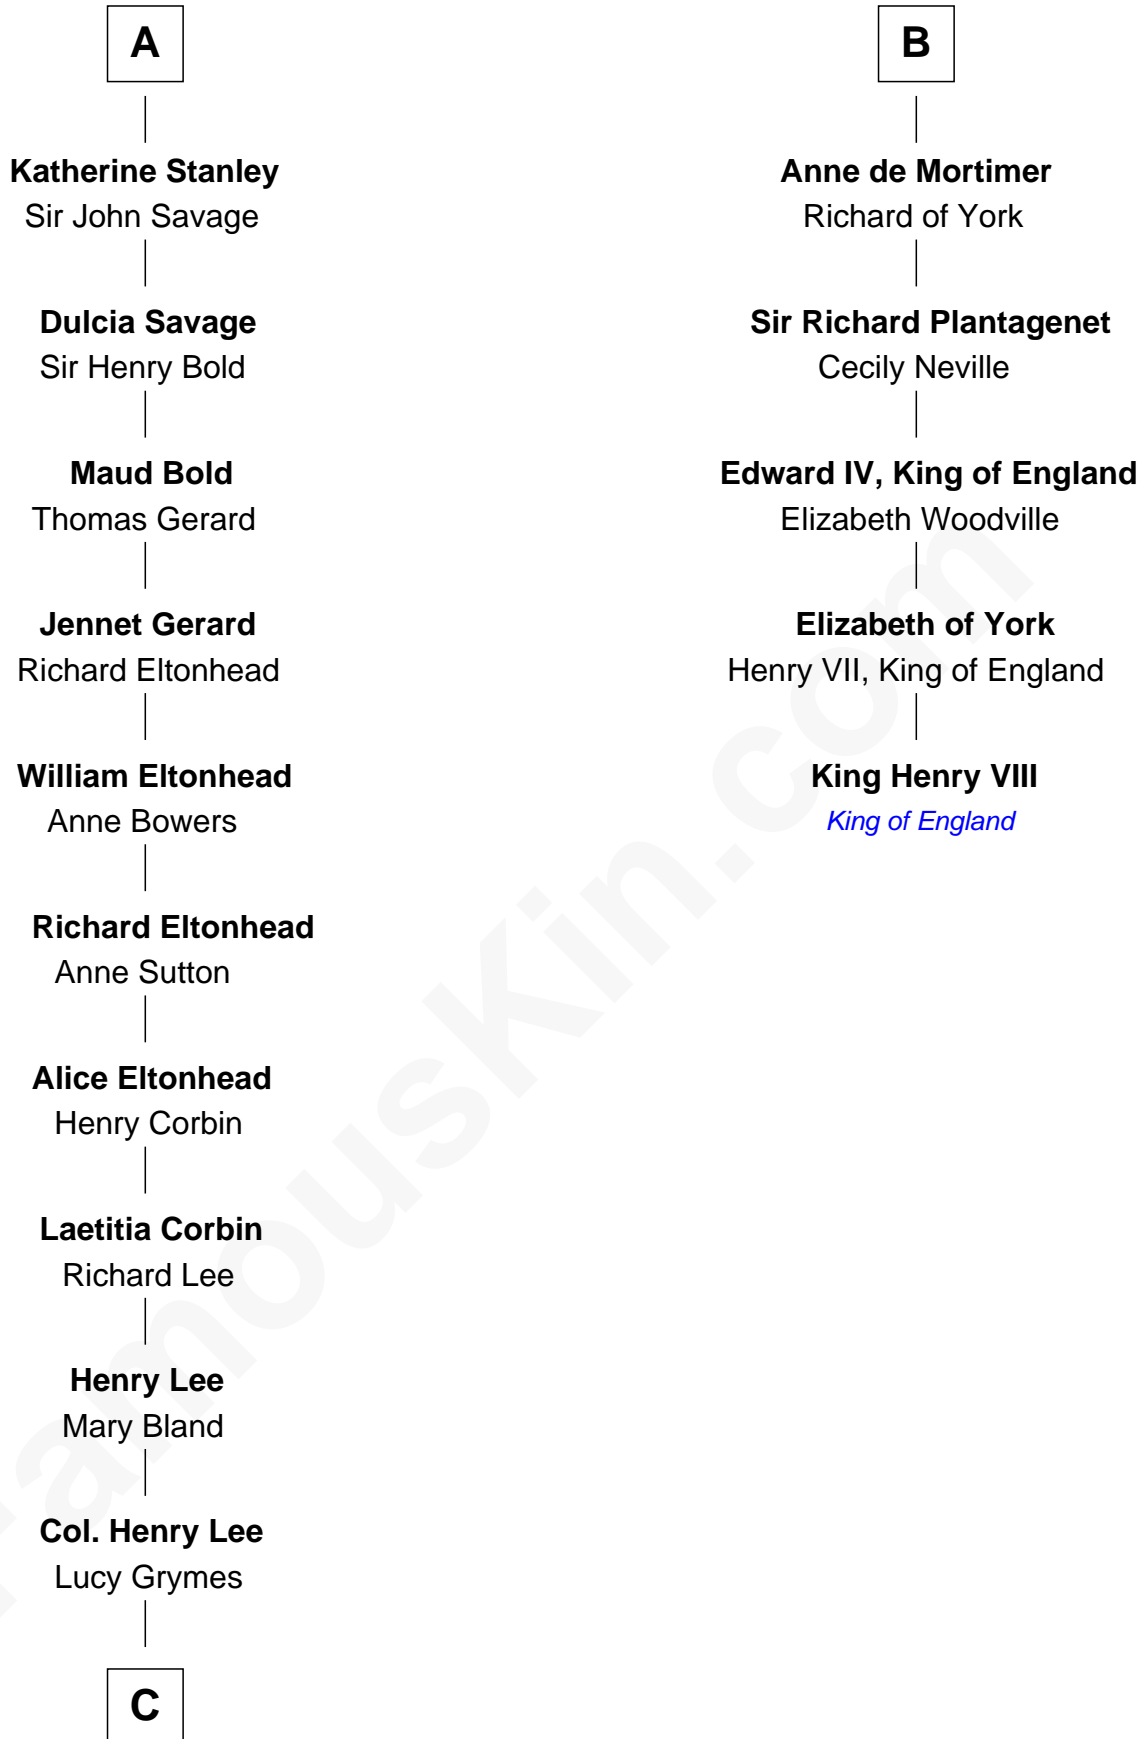 A
Katherine Stanley
Sir John Savage
Dulcia Savage
Sir Henry Bold
Maud Bold
Thomas Gerard
Jennet Gerard
Richard Eltonhead
William Eltonhead
Anne Bowers
Richard Eltonhead
Anne Sutton
Alice Eltonhead
Henry Corbin
Laetitia Corbin
Richard Lee
Henry Lee
Mary Bland
Col. Henry Lee
Lucy Grymes
C
B
Anne de Mortimer
Richard of York
Sir Richard Plantagenet
Cecily Neville
Edward IV, King of England
Elizabeth Woodville
Elizabeth of York
Henry VII, King of England
King Henry VIII
King of England
FamousKin.com